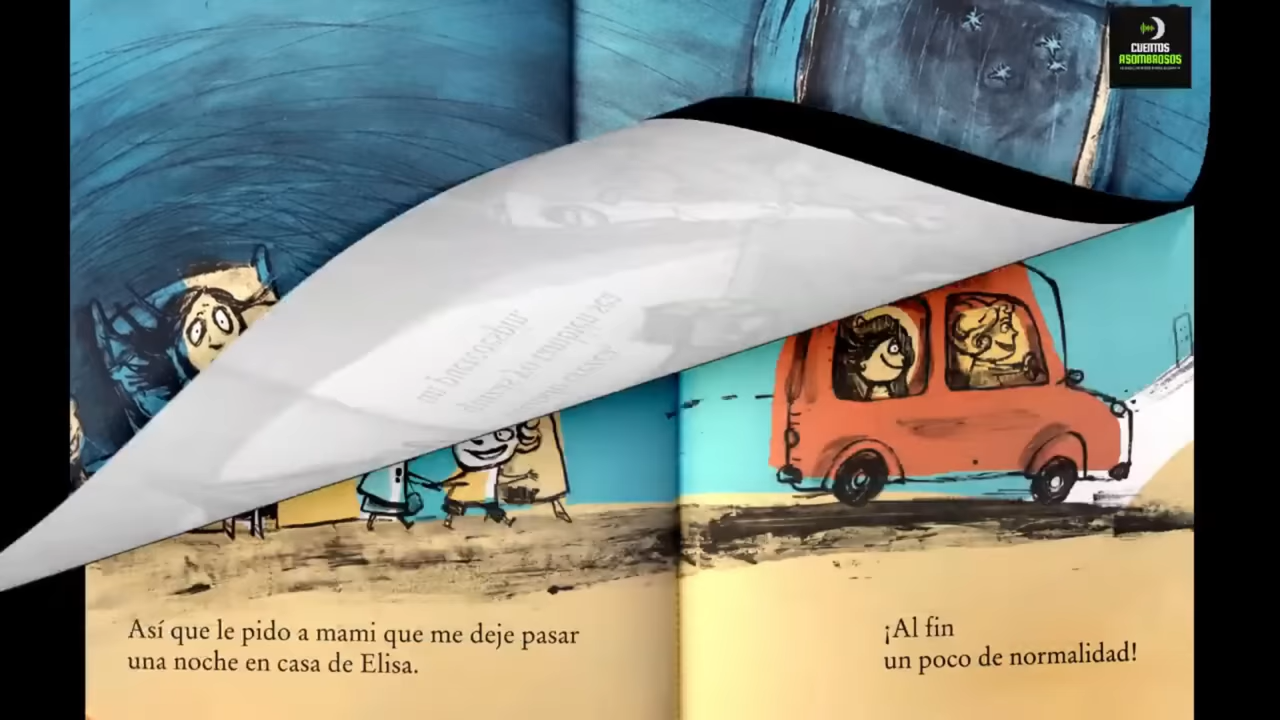 CUENTOS
ASOMBROSOS
Así que le pido a mami que me deje pasar
una noche en casa de Elisa.
¡Al fin
un poco de normalidad!